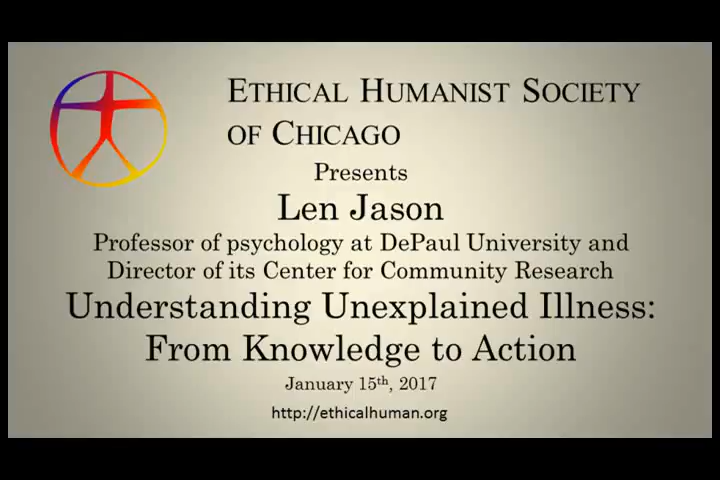 ETHICAL HUMANIST SOCIETY
OF CHICAGO
Presents
Len Jason
Professor of psychology at DePaul University and
Director of its Center for Community Research
Understanding Unexplained Illness:
From Knowledge to Action
January 15th, 2017
http://ethicalhuman.org